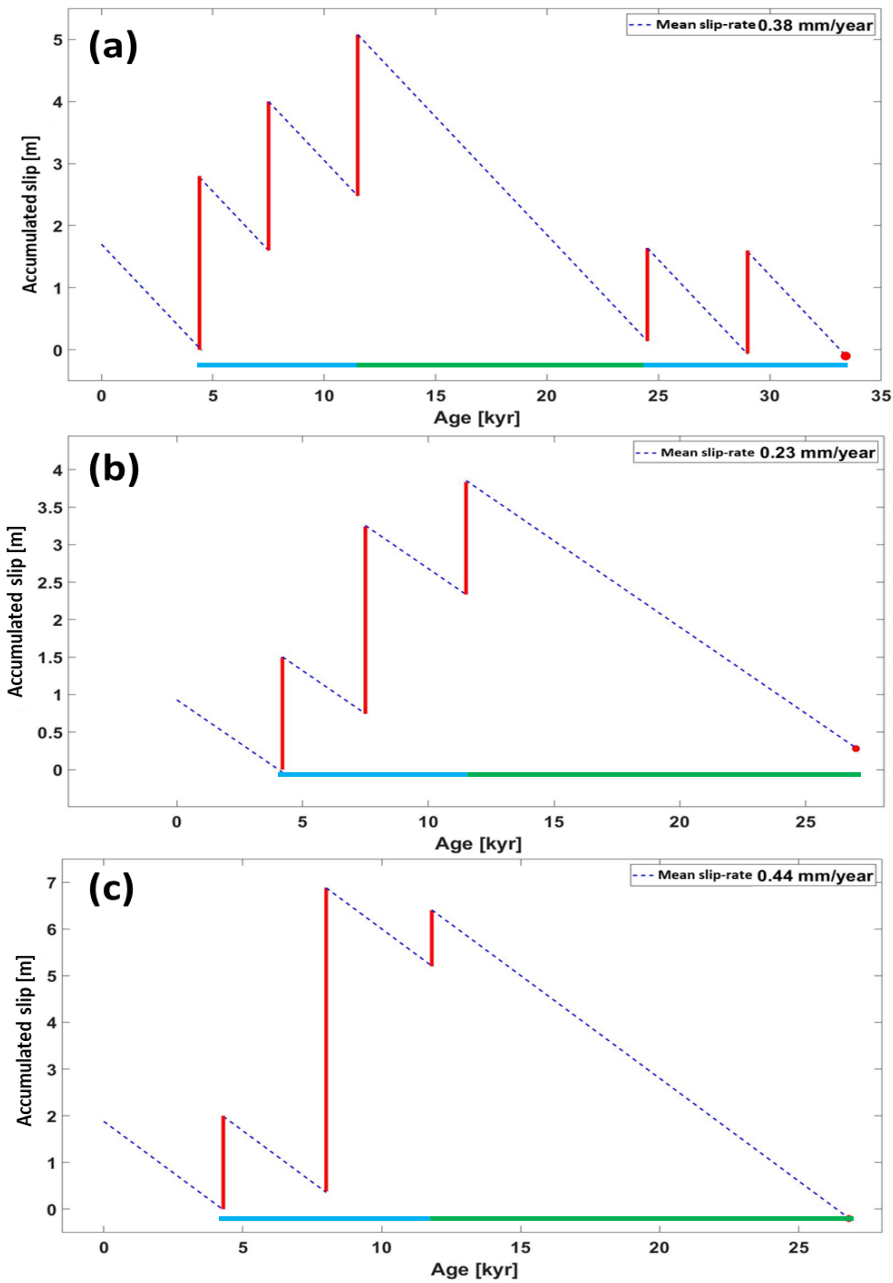 (a)
Mean slip-rate 0.38 mm/year
Accumulated slip [m]
5
4
3
2
1
0
0 5 10 15 20 25 30 35
Age [kyr]
(b)
Mean slip-rate 0.23 mm/year
Accumulated slip [m]
4
3.5
3
2.5
2
1.5
1
0.5
0
0 5 10 15 20 25
Age [kyr]
(c)
Mean slip-rate 0.44 mm/year
Accumulated slip [m]
7
6
5
4
3
2
1
0
0 5 10 15 20 25
Age [kyr]